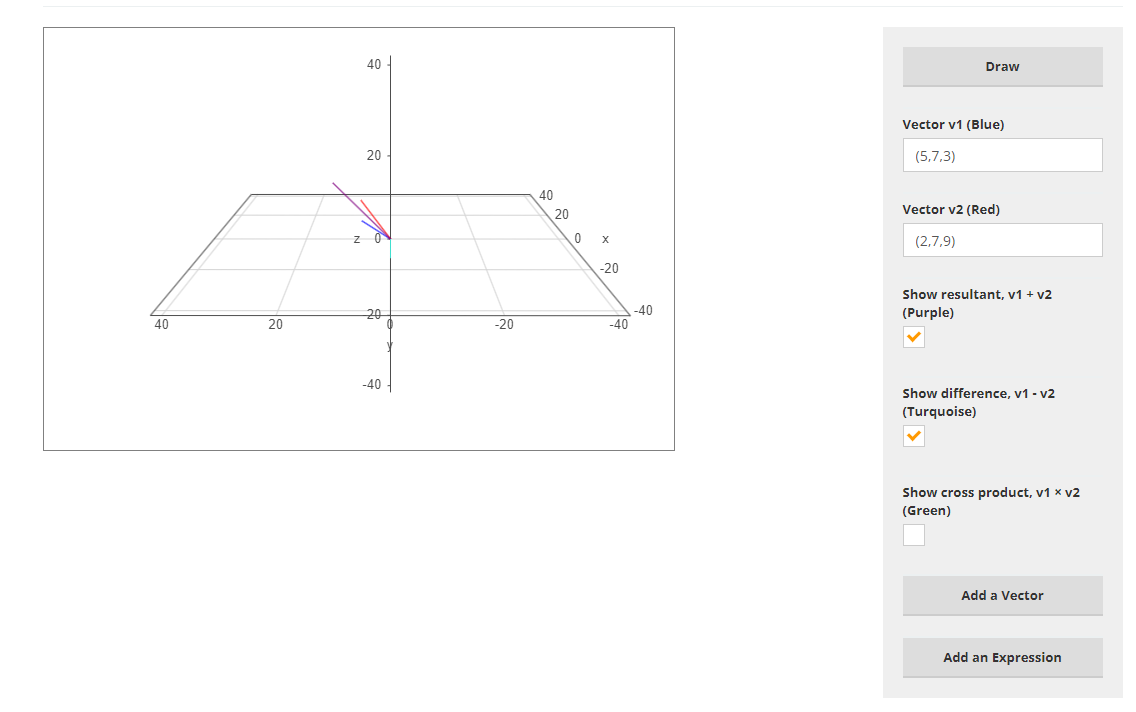 40
20
40
20
z
0
0
x
-20
-20
-40
40
20
0
-20
-40
y
-40
Draw
Vector v1 (Blue)
(5,7,3)
Vector v2 (Red)
(2,7,9)
Show resultant, v1 + v2
(Purple)
Show difference, v1 - v2
(Turquoise)
Show cross product, v1 × v2
(Green)
Add a Vector
Add an Expression